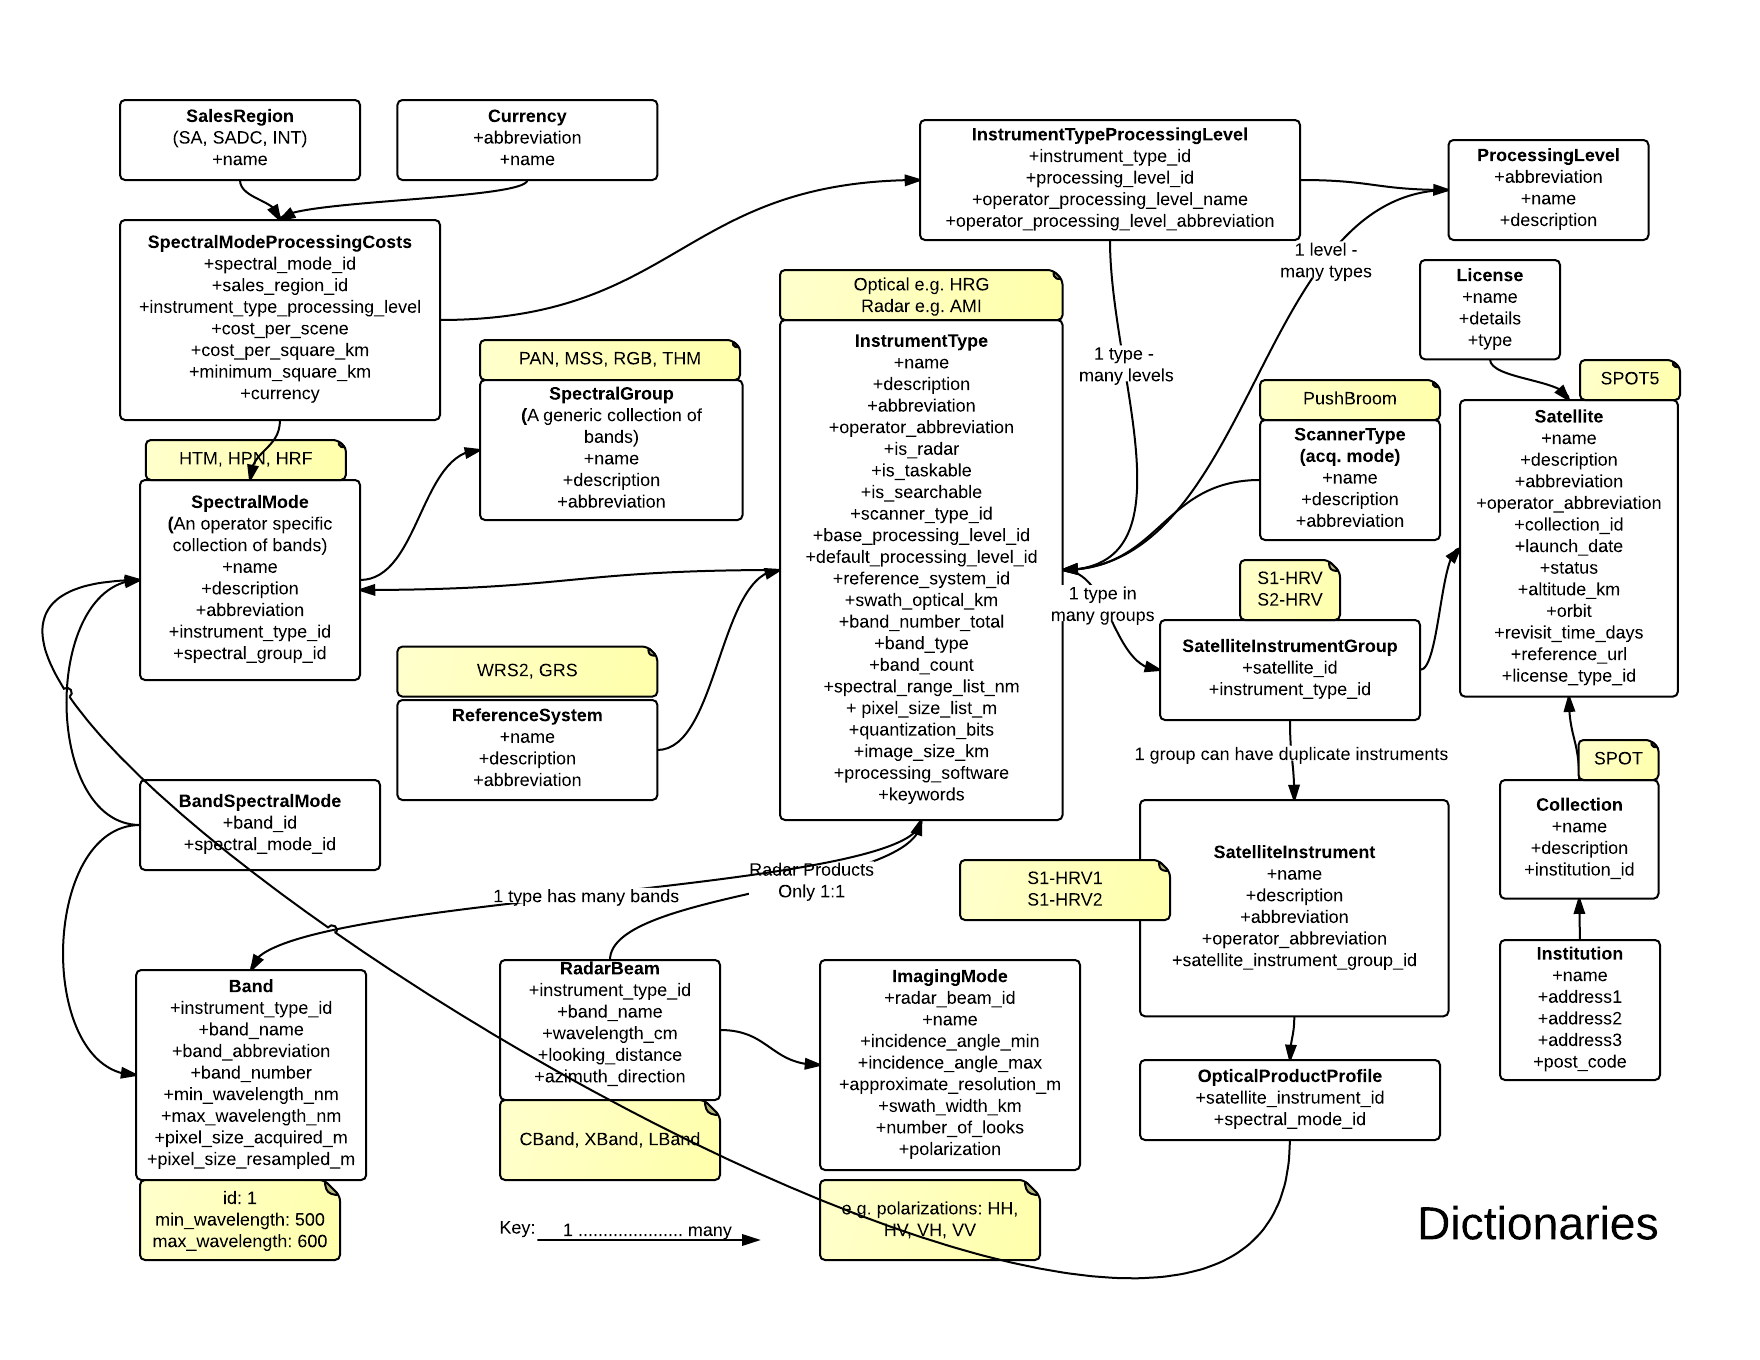 SalesRegion
(SA, SADC, INT)
+name
Currency
+abbreviation
+name
InstrumentTypeProcessingLevel
+instrument_type_id
+processing_level_id
+operator_processing_level_name
+operator_processing_level_abbreviation
ProcessingLevel
+abbreviation
+name
+description
SpectralModeProcessingCosts
+spectral_mode_id
+sales_region_id
+instrument_type_processing_level
+cost_per_scene
+cost_per_square_km
+minimum_square_km
+currency
1 level -
many types
License
+name
+details
+type
Optical e.g. HRG
Radar e.g. AMI
InstrumentType
+name
+description
+abbreviation
+operator_abbreviation
+is_radar
+is_taskable
+is_searchable
+scanner_type_id
+base_processing_level_id
+default_processing_level_id
+reference_system_id
+swath_optical_km
+band_number_total
+band_type
+band_count
+spectral_range_list_nm
+ pixel_size_list_m
+quantization_bits
+image_size_km
+processing_software
+keywords
PAN, MSS, RGB, THM
SpectralGroup
(A generic collection of
bands)
+name
+description
+abbreviation
1 type -
many levels
PushBroom
ScannerType
(acq. mode)
+name
+description
+abbreviation
SPOT5
Satellite
+name
+description
+abbreviation
+operator_abbreviation
+collection_id
+launch_date
+status
+altitude_km
+orbit
+revisit_time_days
+reference_url
+license_type_id
HTM, HPN, HRF
SpectralMode
(An operator specific
collection of bands)
+name
+description
+abbreviation
+instrument_type_id
+spectral_group_id
1 type in
many groups
S1-HRV
S2-HRV
SatelliteInstrumentGroup
+satellite_id
+instrument_type_id
WRS2, GRS
ReferenceSystem
+name
+description
+abbreviation
1 group can have duplicate instruments
SPOT
Collection
+name
+description
+institution_id
BandSpectralMode
+band_id
+spectral_mode_id
1 type has many bands
Radar Products
Only 1:1
S1-HRV1
S1-HRV2
SatelliteInstrument
+name
+description
+abbreviation
+operator_abbreviation
+satellite_instrument_group_id
Institution
+name
+address1
+address2
+address3
+post_code
Band
+instrument_type_id
+band_name
+band_abbreviation
+band_number
+min_wavelength_nm
+max_wavelength_nm
+pixel_size_acquired_m
+pixel_size_resampled_m
id: 1
min_wavelength: 500
max_wavelength: 600
RadarBeam
+instrument_type_id
+band_name
+wavelength_cm
+looking_distance
+azimuth_direction
CBand, XBand, LBand
ImagingMode
+radar_beam_id
+name
+incidence_angle_min
+incidence_angle_max
+approximate_resolution_m
+swath_width_km
+number_of_looks
+polarization
e.g. polarizations: HH,
HV, VH, VV
OpticalProductProfile
+satellite_instrument_id
+spectral_mode_id
Key: 1 ..................... many
Dictionaries